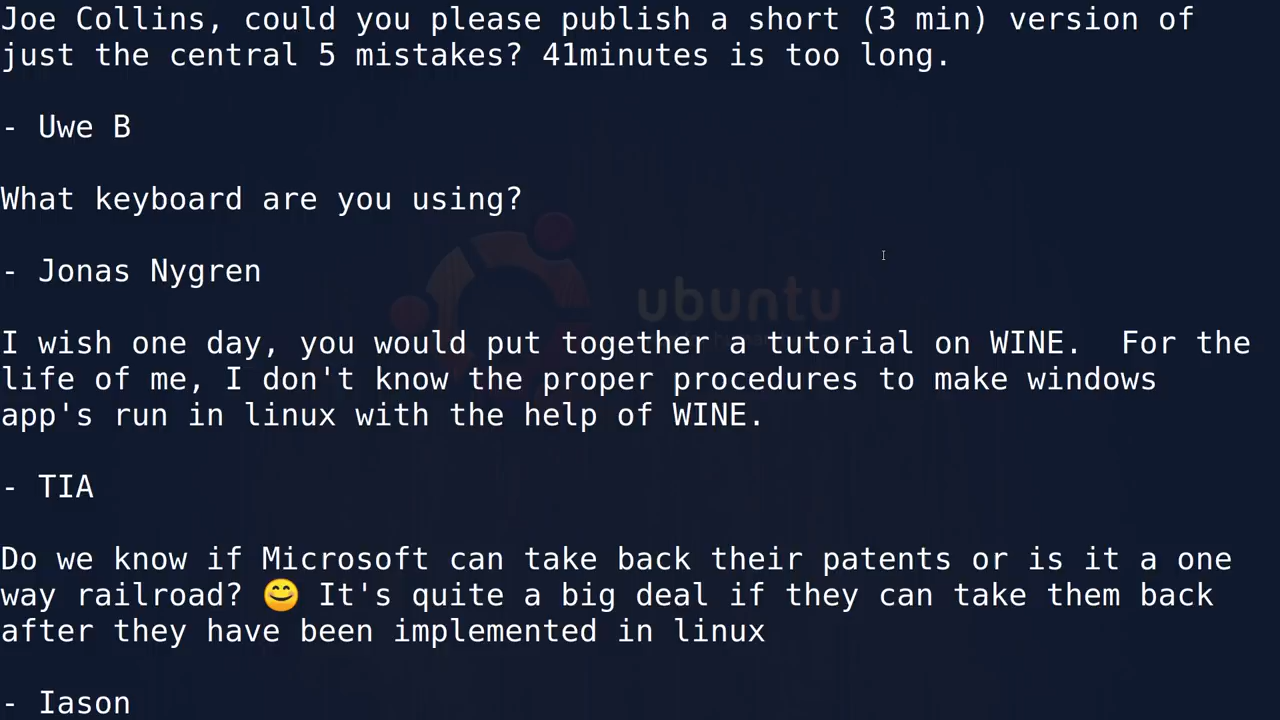 Joe Collins, could you please publish a short (3 min) version of
just the central 5 mistakes? 41minutes is too long.
- Uwe B
What keyboard are you using?
- Jonas Nygren
ubuntu
I wish one day, you would put together a tutorial on WINE.  For the
life of me, I don't know the proper procedures to make windows
app's run in linux with the help of WINE.
- TIA
Do we know if Microsoft can take back their patents or is it a one
way railroad? 😊 It's quite a big deal if they can take them back
after they have been implemented in linux
- Iason